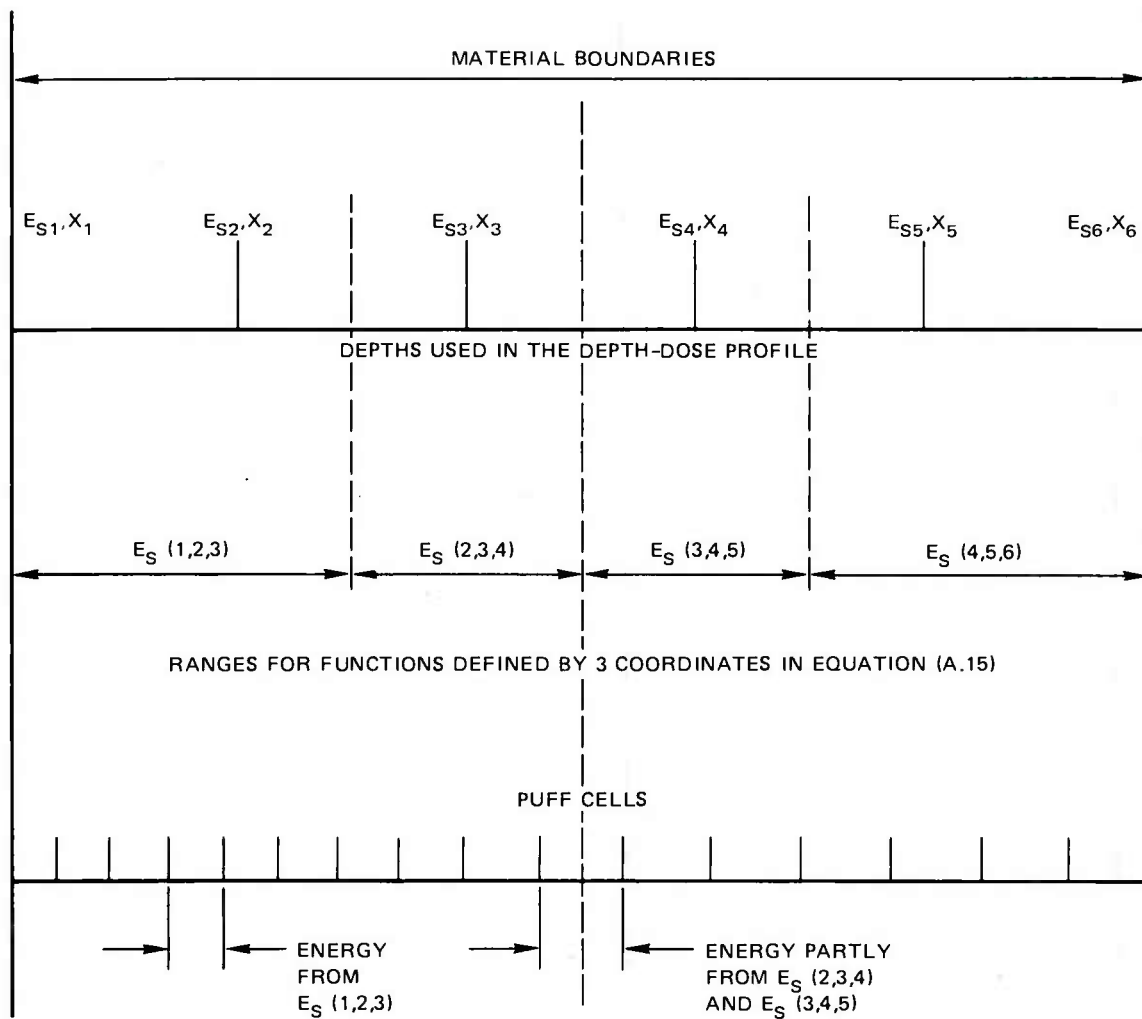 MATERIAL BOUNDARIES
E_S1,X_1
E_S2,X_2
E_S3,X_3
E_S4,X_4
E_S5,X_5
E_S6,X_6
DEPTHS USED IN THE DEPTH-DOSE PROFILE
E_S (1,2,3)
E_S (2,3,4)
E_S (3,4,5)
E_S (4,5,6)
RANGES FOR FUNCTIONS DEFINED BY 3 COORDINATES IN EQUATION (A.15)
PUFF CELLS
ENERGY
FROM
E_S (1,2,3)
ENERGY PARTLY
FROM E_S (2,3,4)
AND E_S (3,4,5)